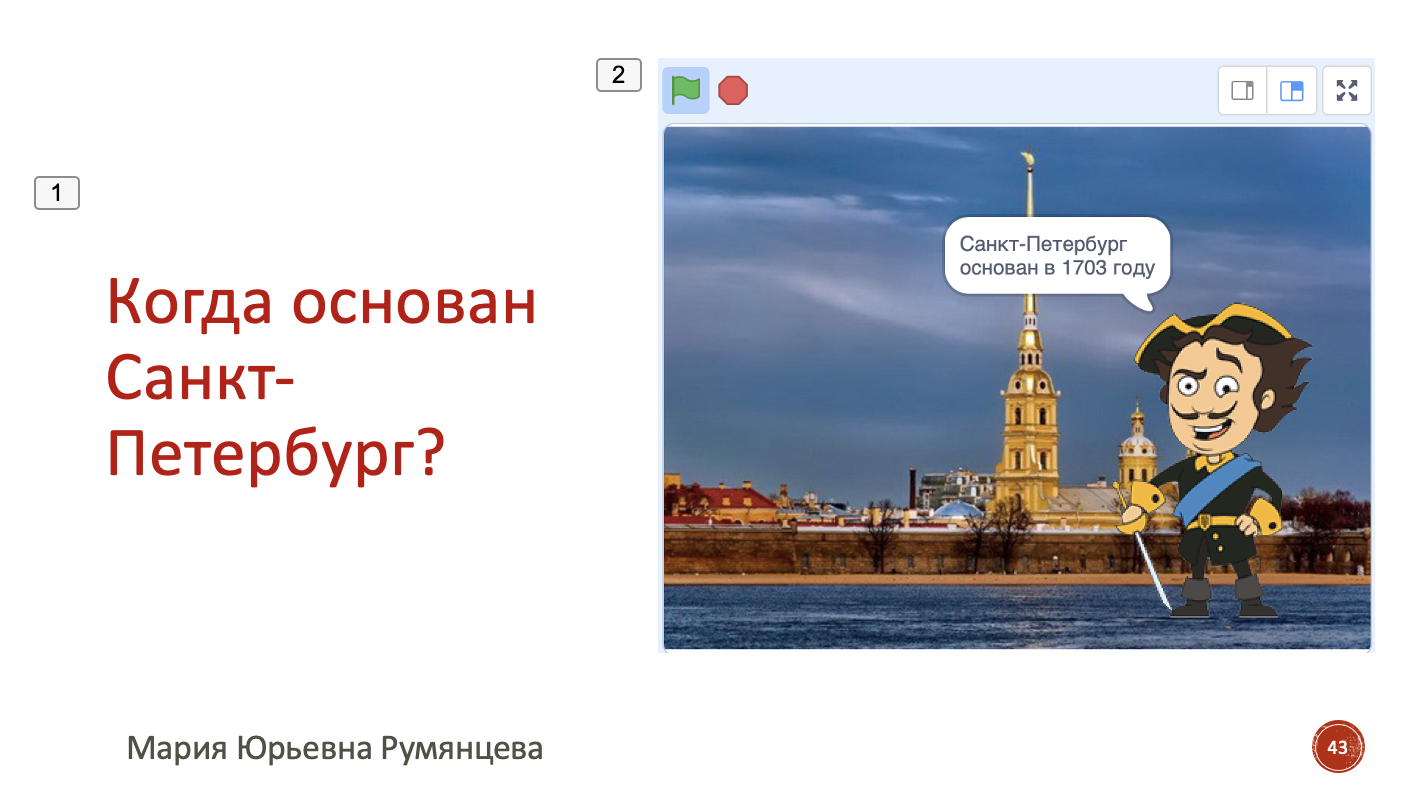 1
Когда основан
Санкт-
Петербург?
2
Санкт-Петербург
основан в 1703 году
Мария Юрьевна Румянцева
43